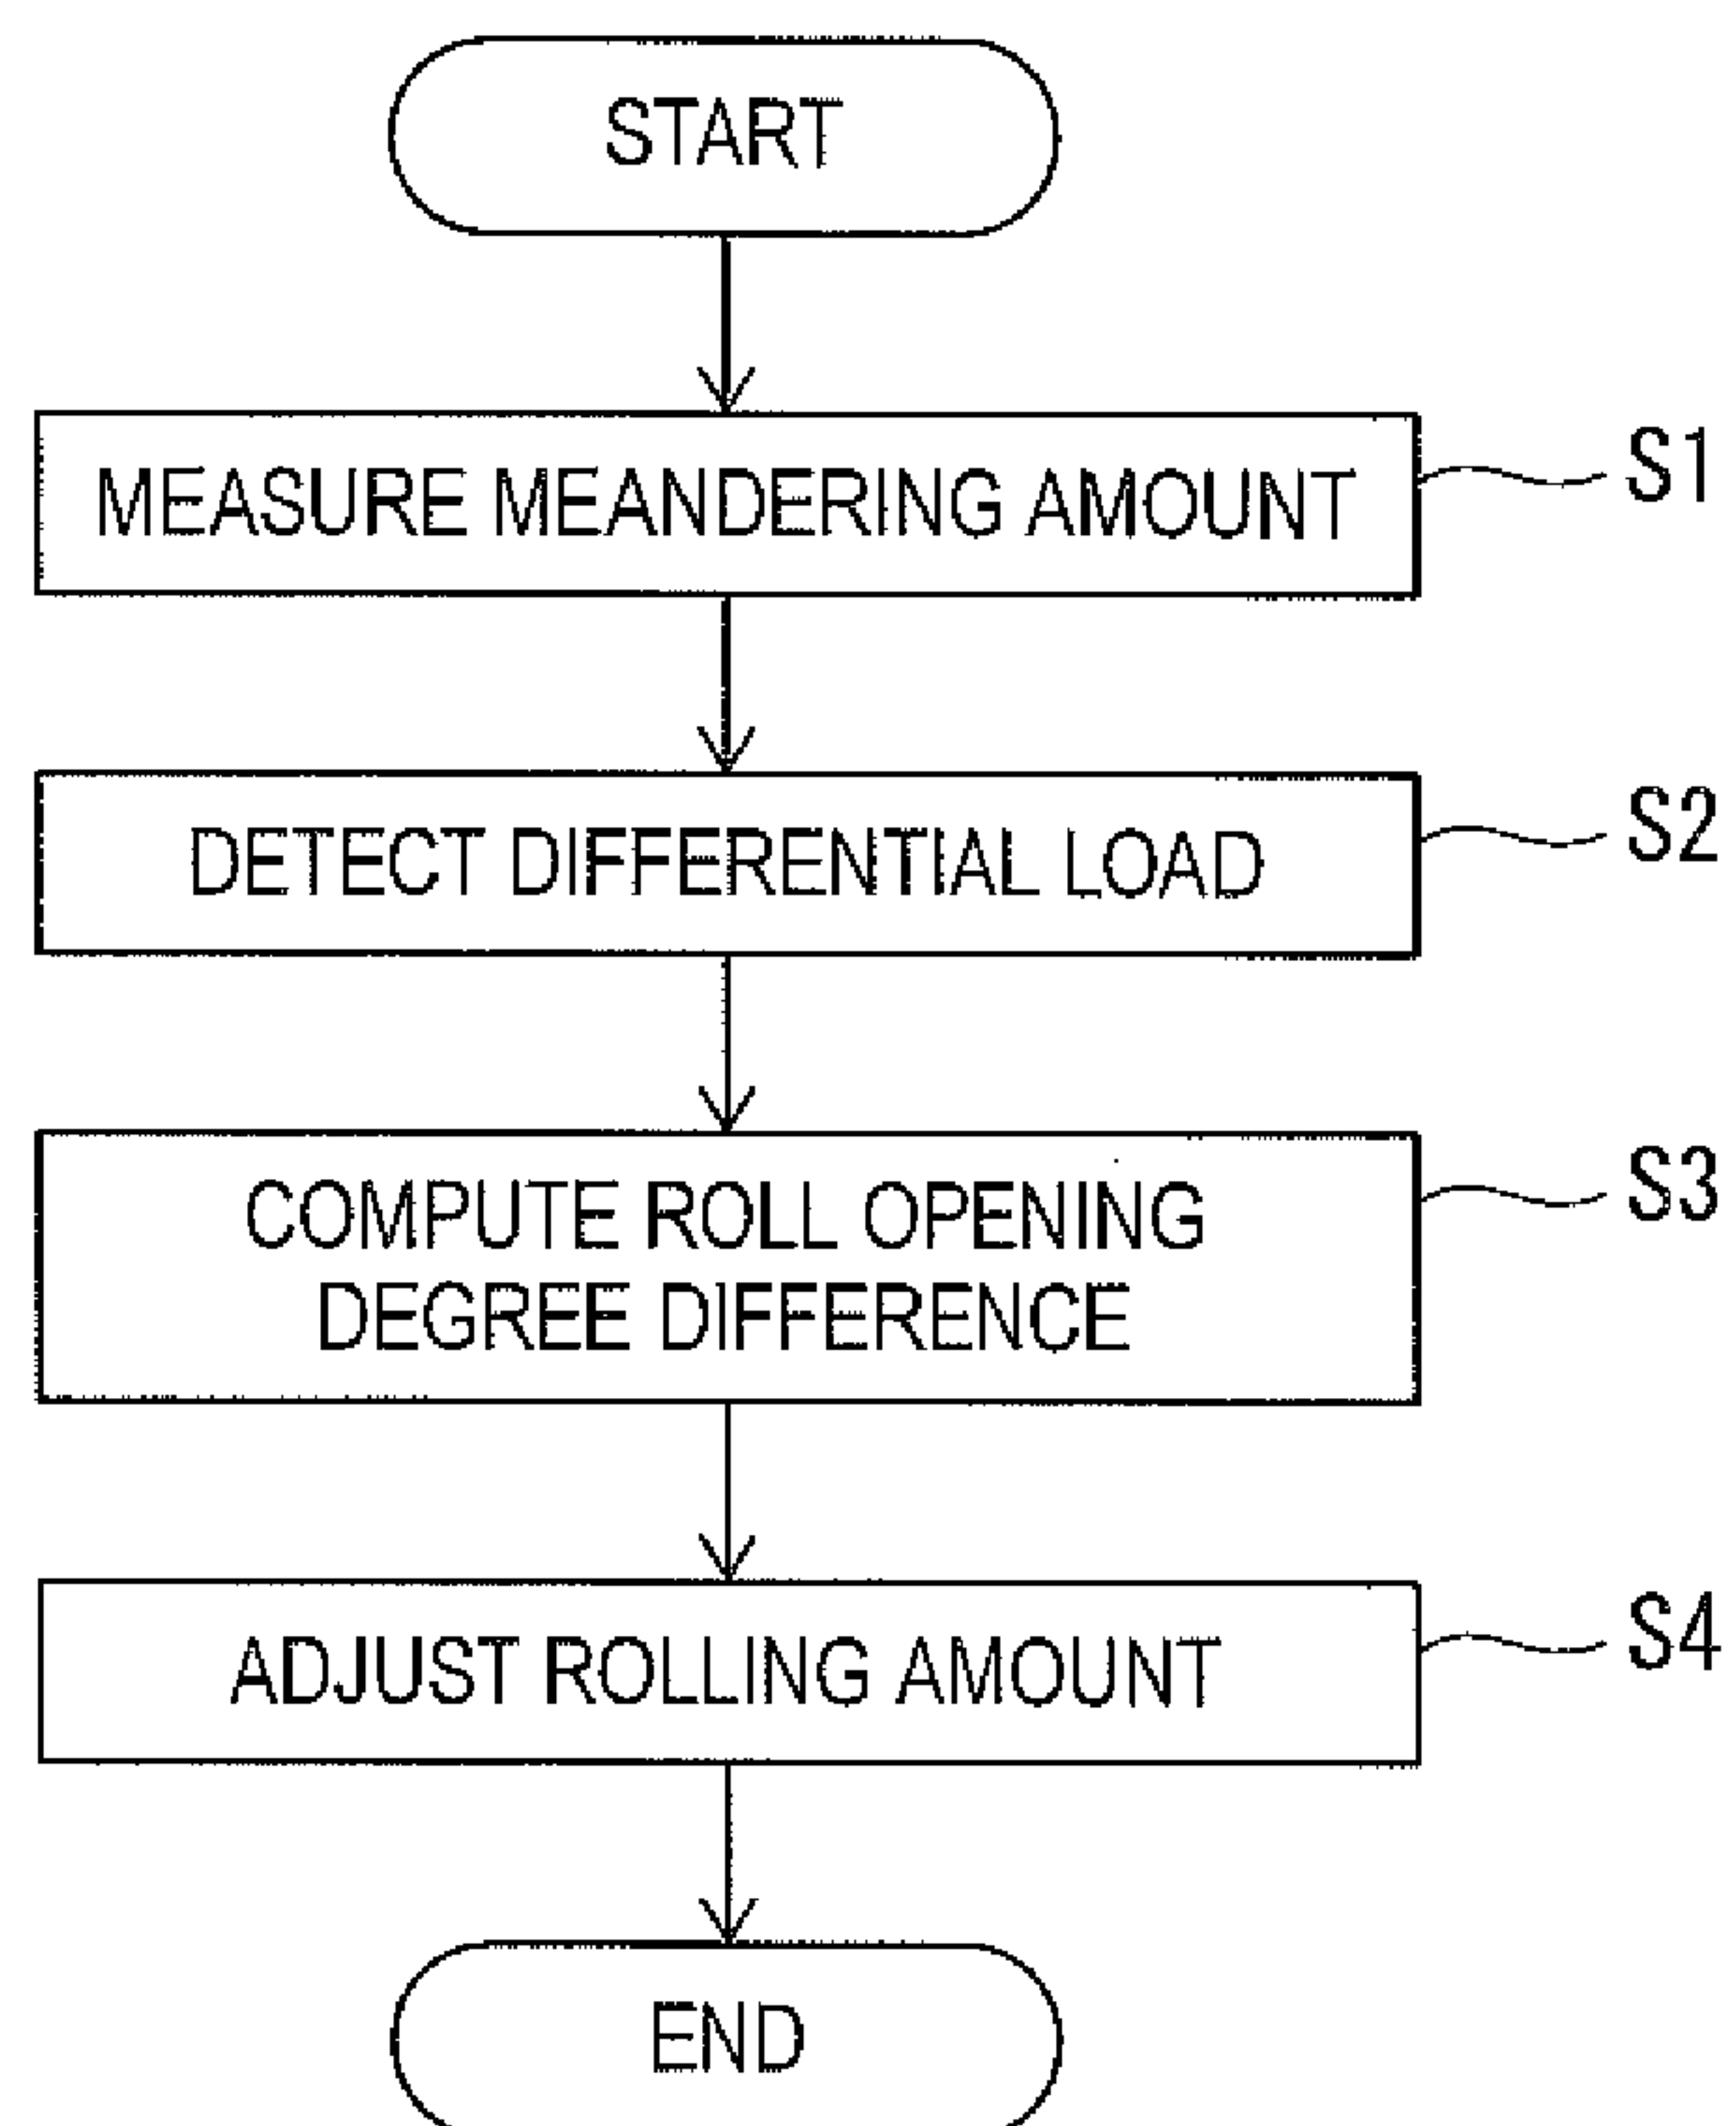 START
MEASURE MEANDERING AMOUNT
S1
DETECT DIFFERENTIAL LOAD
S2
COMPUTE ROLL OPENING
DEGREE DIFFERENCE
S3
ADJUST ROLLING AMOUNT
S4
END